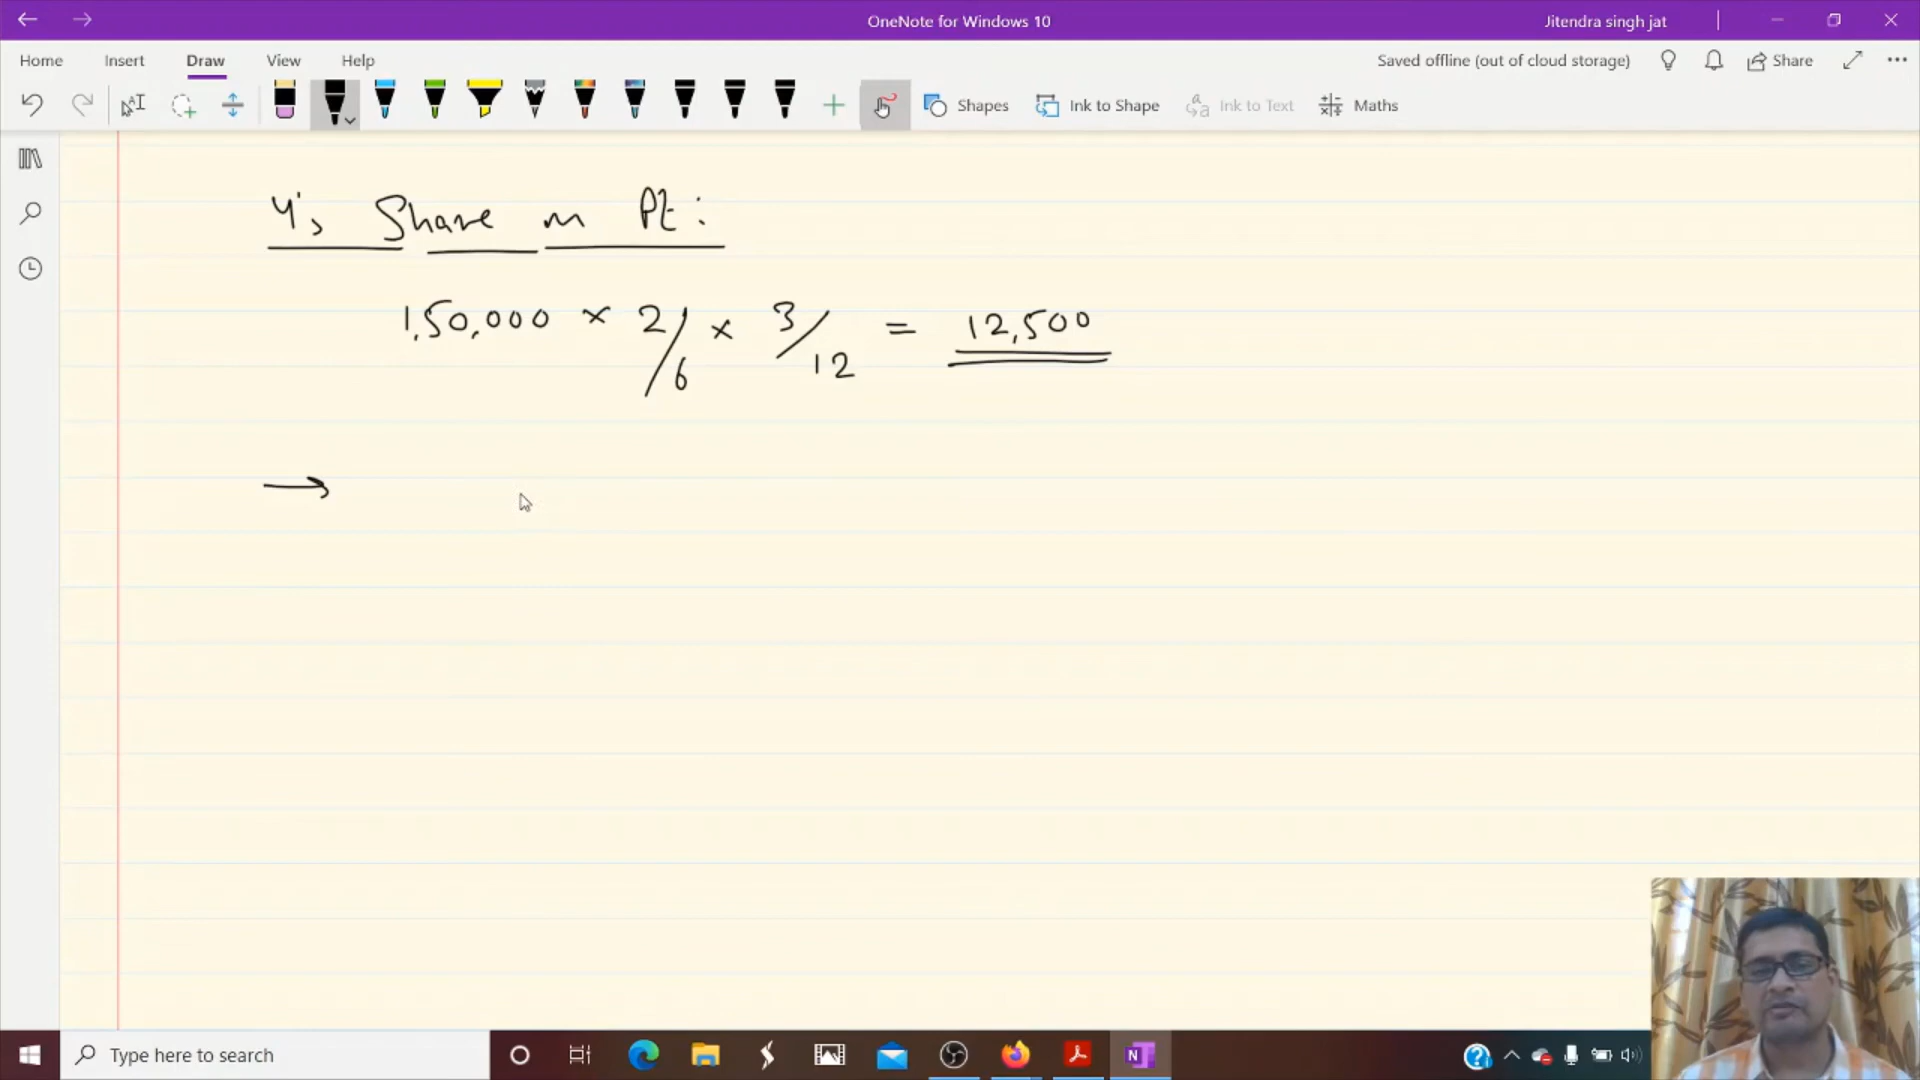 OneNote for Windows 10
Jitendra singh jat
Home Insert Draw View Help
Saved offline (out of cloud storage) Share
Shapes Ink to Shape Ink to Text Maths
Y's Share in Pt:
1,50,000 × 2/6 × 3/12 = 12,500
Type here to search